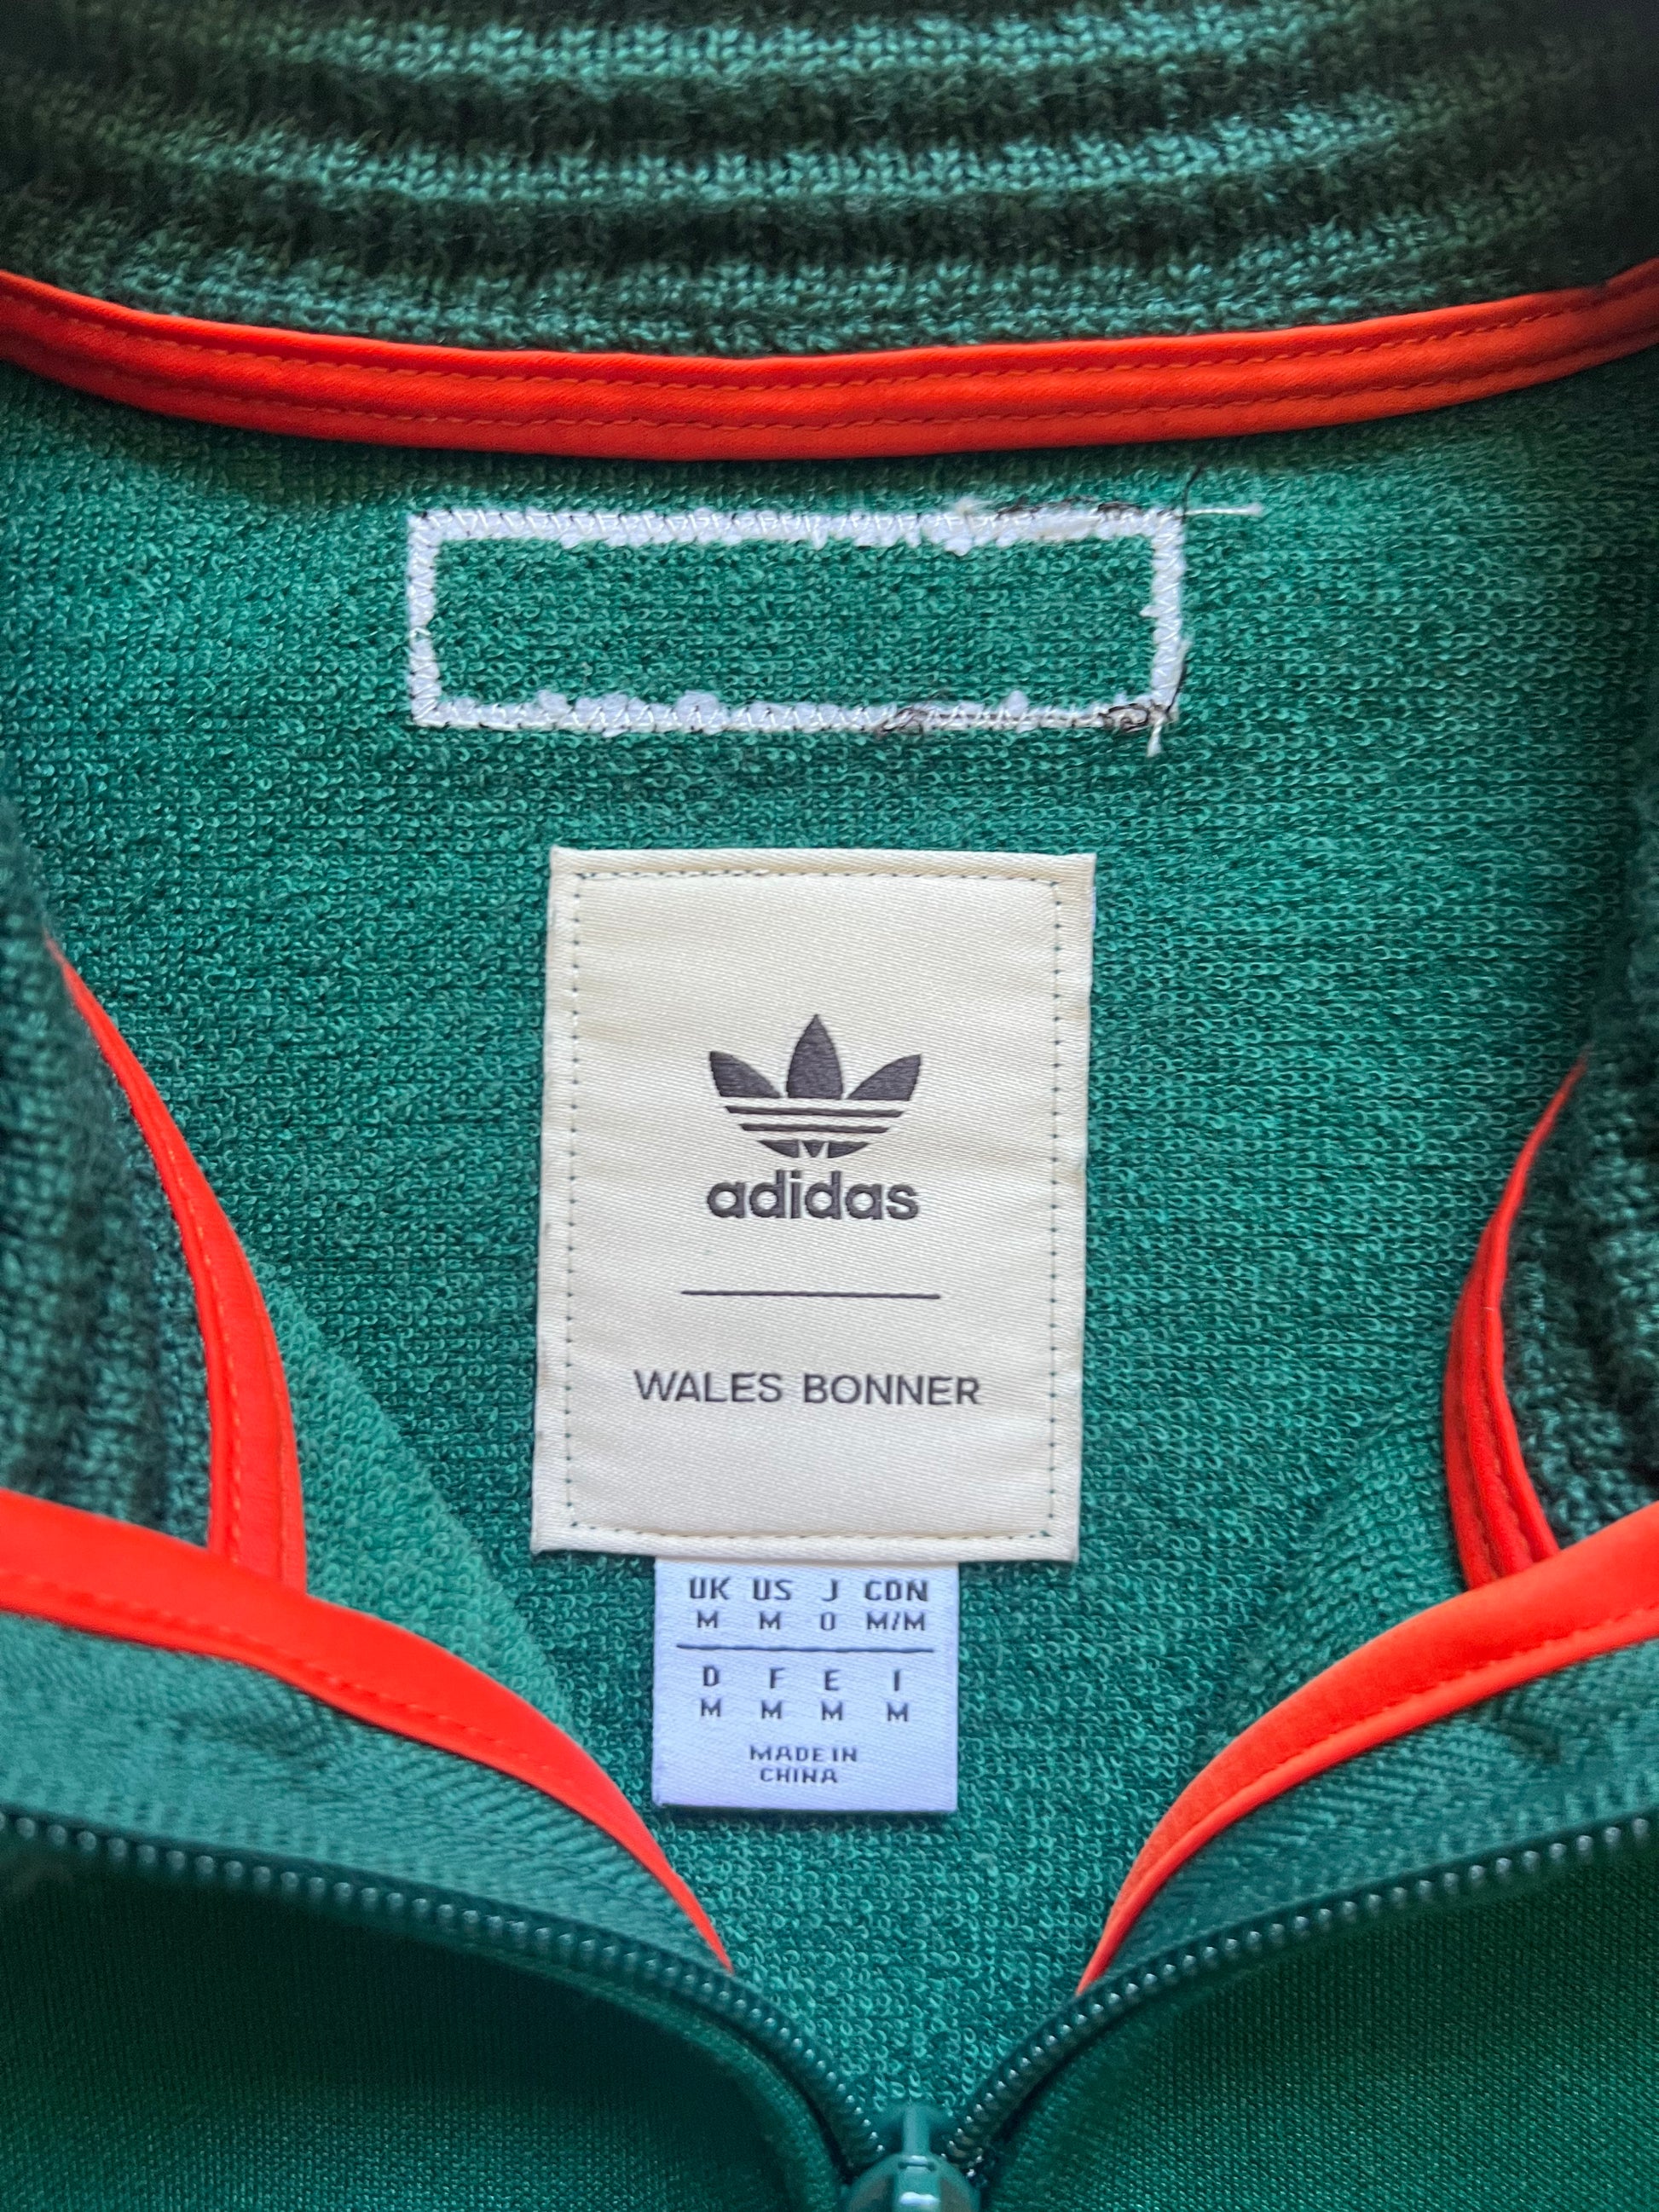 adidas
WALES BONNER
UK US J CDN
M M O M/M
D F E I
M M M M
MADE IN
CHINA